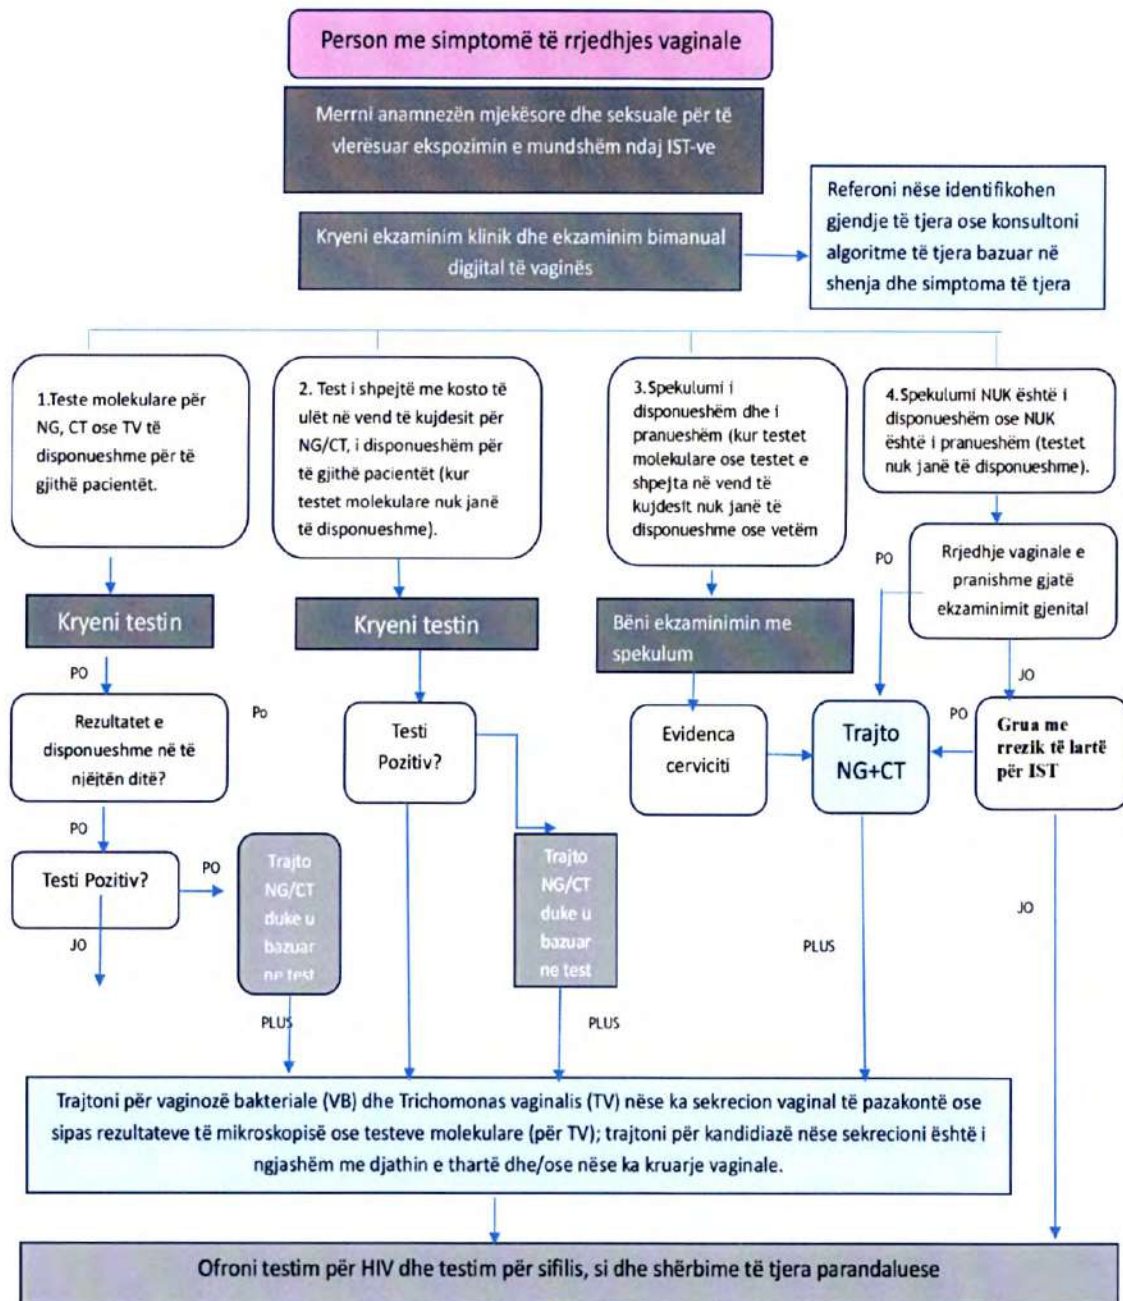 Person me simptomë të rrjedhjes vaginale
Merrni anamnezën mjekësore dhe seksuale për të
vlerësuar ekspozimin e mundshëm ndaj IST-ve
Kryeni ekzaminim klinik dhe ekzaminim bimanual
digjital të vaginës
Referoni nëse identifikohen
gjendje të tjera ose konsultoni
algoritme të tjera bazuar në
shenja dhe simptoma të tjera
1.Teste molekulare për
NG, CT ose TV të
disponueshme për të
gjithë pacientët.
2. Test i shpejtë me kosto të
ulët në vend të kujdesit për
NG/CT, i disponueshëm për
të gjithë pacientët (kur
testet molekulare nuk janë
të disponueshme).
3.Spekulumi i
disponueshëm dhe i
pranueshëm (kur testet
molekulare ose testet e
shpejta në vend të
kujdesit nuk janë të
disponueshme ose vetëm
4.Spekulumi NUK është i
disponueshëm ose NUK
është i pranueshëm (testet
nuk janë të disponueshme).
Kryeni testin
Kryeni testin
Bëni ekzaminimin me
spekulum
PO
Rrjedhje vaginale e
pranishme gjatë
ekzaminimit gjenital
PO
JO
Rezultatet e
disponueshme në të
njëjtën ditë?
Po
Testi
Pozitiv?
Evidenca
cerviciti
Trajto
NG+CT
PO
Grua me
rrezik të lartë
për IST
PO
Testi Pozitiv?
PO
JO
Trajto
NG/CT
duke u
bazuar
ne test
Trajto
NG/CT
duke u
bazuar
ne test
JO
PLUS
PLUS
PLUS
Trajtoni për vaginozë bakteriale (VB) dhe Trichomonas vaginalis (TV) nëse ka sekrecion vaginal të pazakontë ose
sipas rezultateve të mikroskopisë ose testeve molekulare (për TV); trajtoni për kandidiazë nëse sekrecioni është i
ngjashëm me djathin e thartë dhe/ose nëse ka kruarje vaginale.
Ofroni testim për HIV dhe testim për sifilis, si dhe shërbime të tjera parandaluese